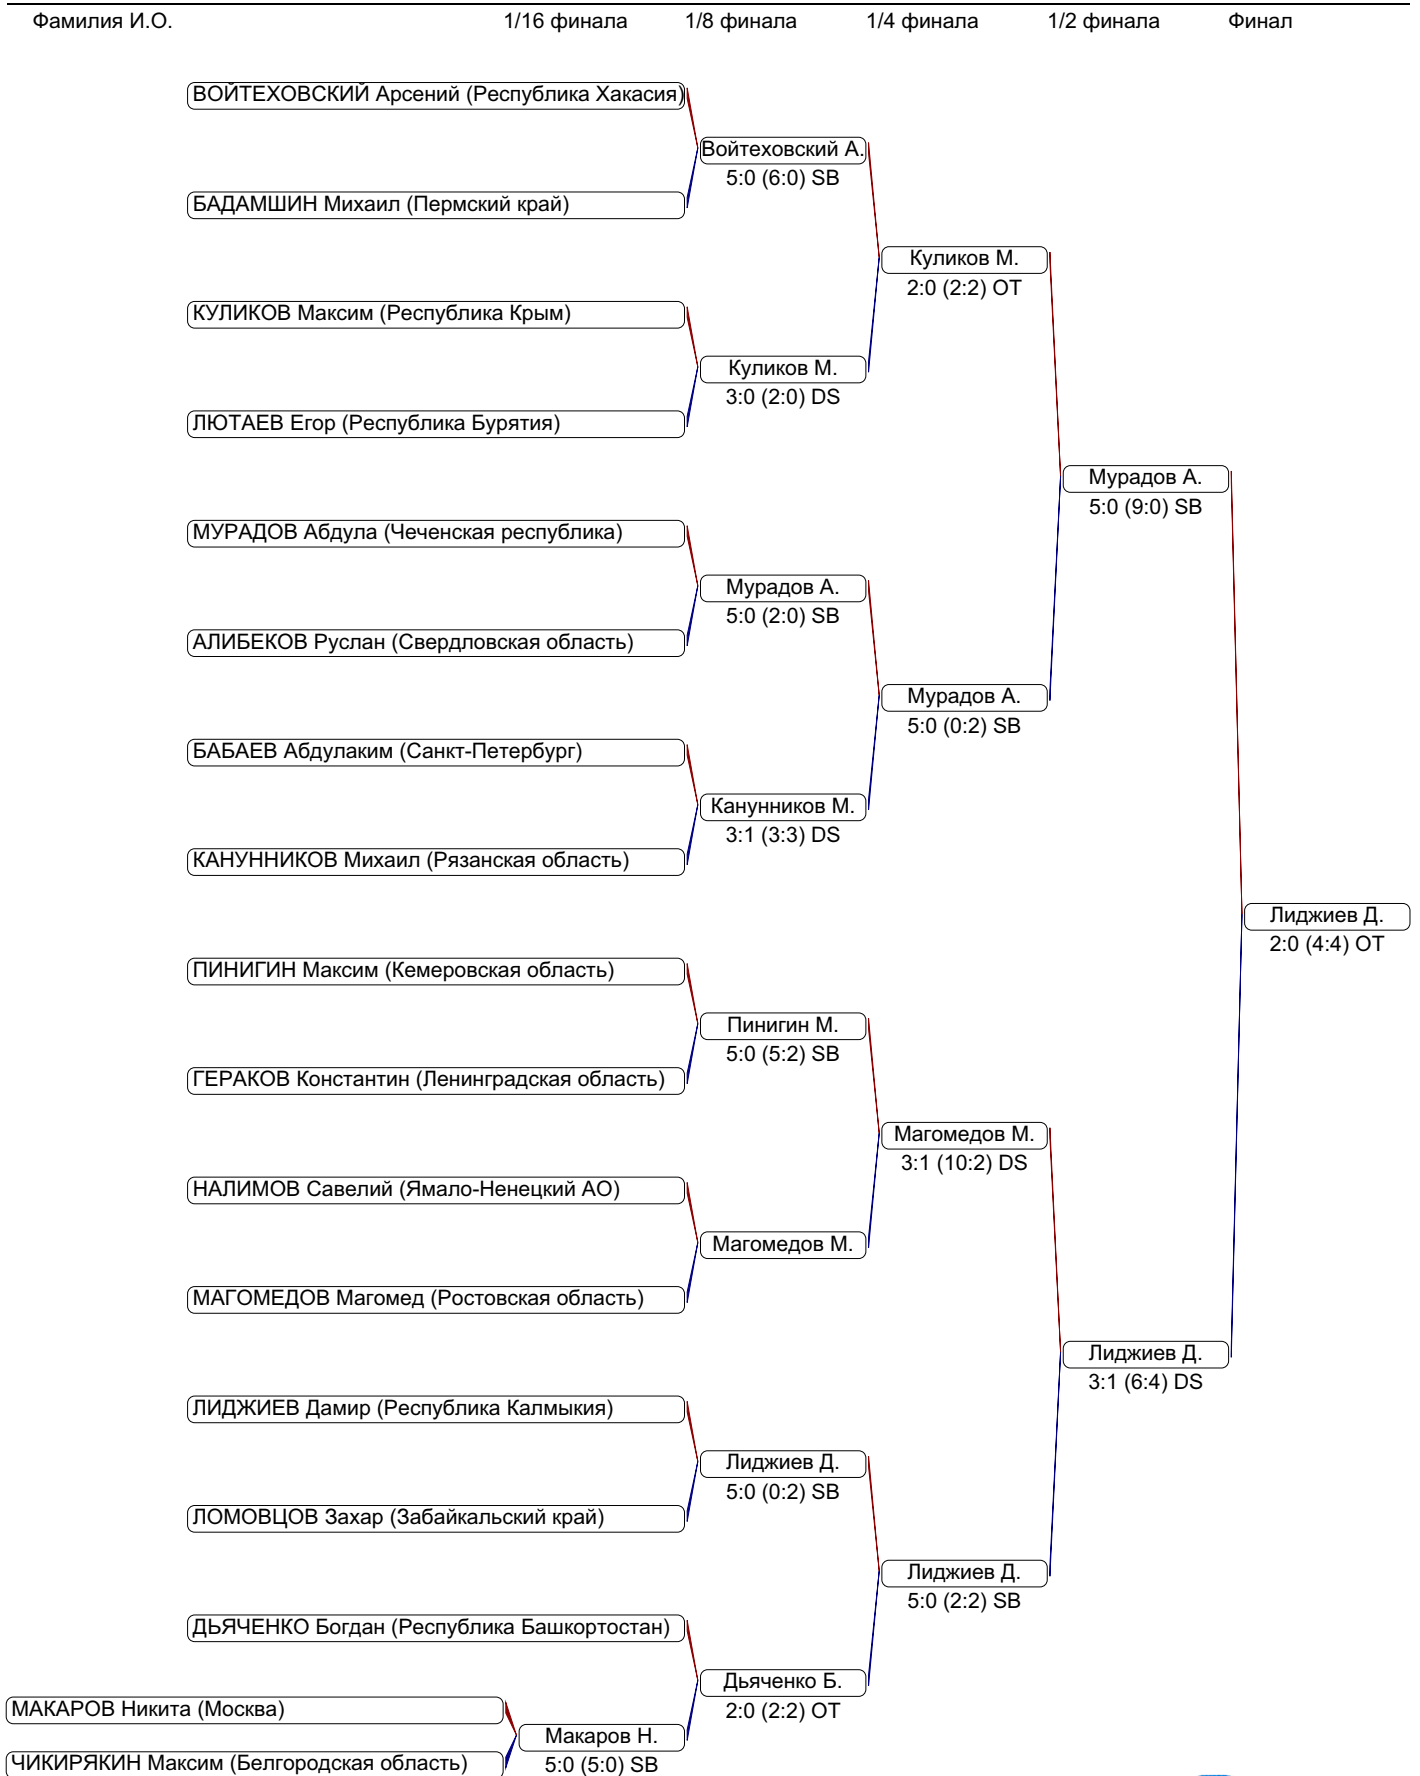 Фамилия И.О. 1/16 финала 1/8 финала 1/4 финала 1/2 финала Финал
ВОЙТЕХОВСКИЙ Арсений (Республика Хакасия)
Войтеховский А.
5:0 (6:0) SB
БАДАМШИН Михаил (Пермский край)
Куликов М.
2:0 (2:2) OT
КУЛИКОВ Максим (Республика Крым)
Куликов М.
3:0 (2:0) DS
ЛЮТАЕВ Егор (Республика Бурятия)
Мурадов А.
5:0 (9:0) SB
МУРАДОВ Абдула (Чеченская республика)
Мурадов А.
5:0 (2:0) SB
АЛИБЕКОВ Руслан (Свердловская область)
Мурадов А.
5:0 (0:2) SB
БАБАЕВ Абдулаким (Санкт-Петербург)
Канунников М.
3:1 (3:3) DS
КАНУННИКОВ Михаил (Рязанская область)
Лиджиев Д.
2:0 (4:4) OT
ПИНИГИН Максим (Кемеровская область)
Пинигин М.
5:0 (5:2) SB
ГЕРАКОВ Константин (Ленинградская область)
Магомедов М.
3:1 (10:2) DS
НАЛИМОВ Савелий (Ямало-Ненецкий АО)
Магомедов М.
МАГОМЕДОВ Магомед (Ростовская область)
Лиджиев Д.
3:1 (6:4) DS
ЛИДЖИЕВ Дамир (Республика Калмыкия)
Лиджиев Д.
5:0 (0:2) SB
ЛОМОВЦОВ Захар (Забайкальский край)
Лиджиев Д.
5:0 (2:2) SB
ДЬЯЧЕНКО Богдан (Республика Башкортостан)
Дьяченко Б.
2:0 (2:2) OT
МАКАРОВ Никита (Москва)
Макаров Н.
5:0 (5:0) SB
ЧИКИРЯКИН Максим (Белгородская область)